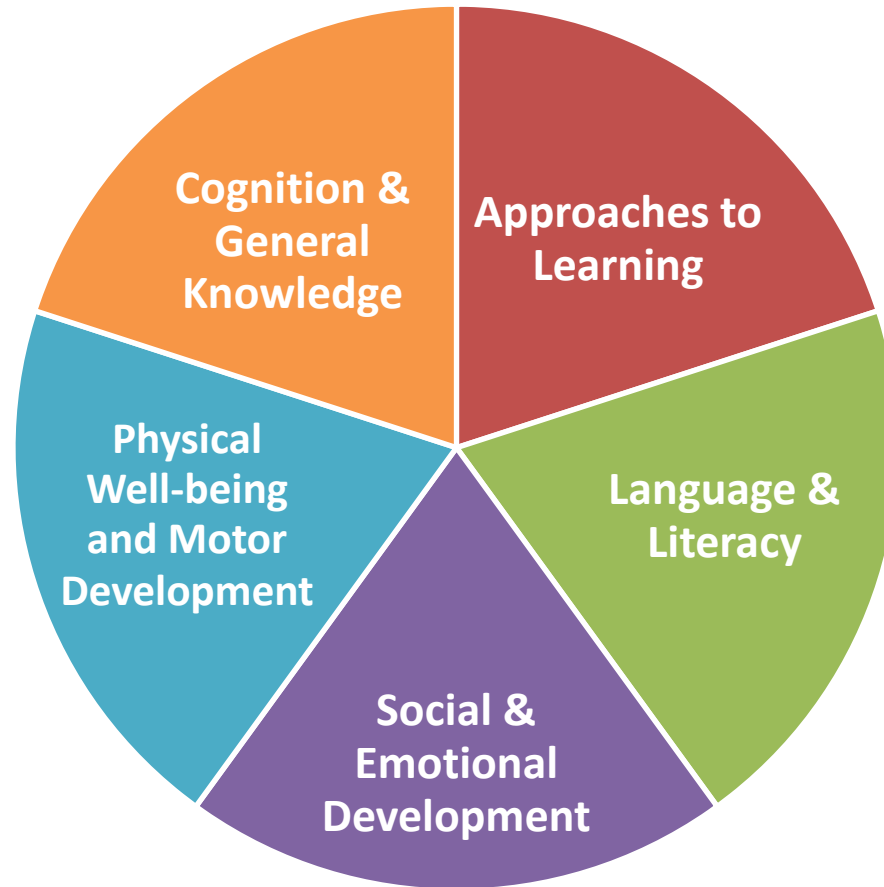 Cognition &
General
Knowledge
Approaches to
Learning
Physical
Well-being
and Motor
Development
Language &
Literacy
Social &
Emotional
Development